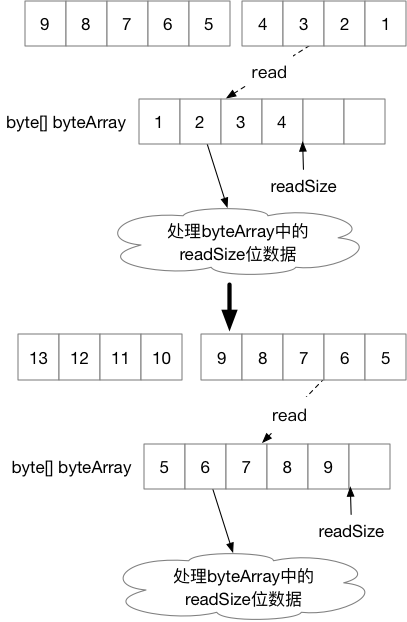 9 8 7 6 5 4 3 2 1
read
byte[] byteArray 1 2 3 4
readSize
处理byteArray中的
readSize位数据
13 12 11 10 9 8 7 6 5
read
byte[] byteArray 5 6 7 8 9
readSize
处理byteArray中的
readSize位数据